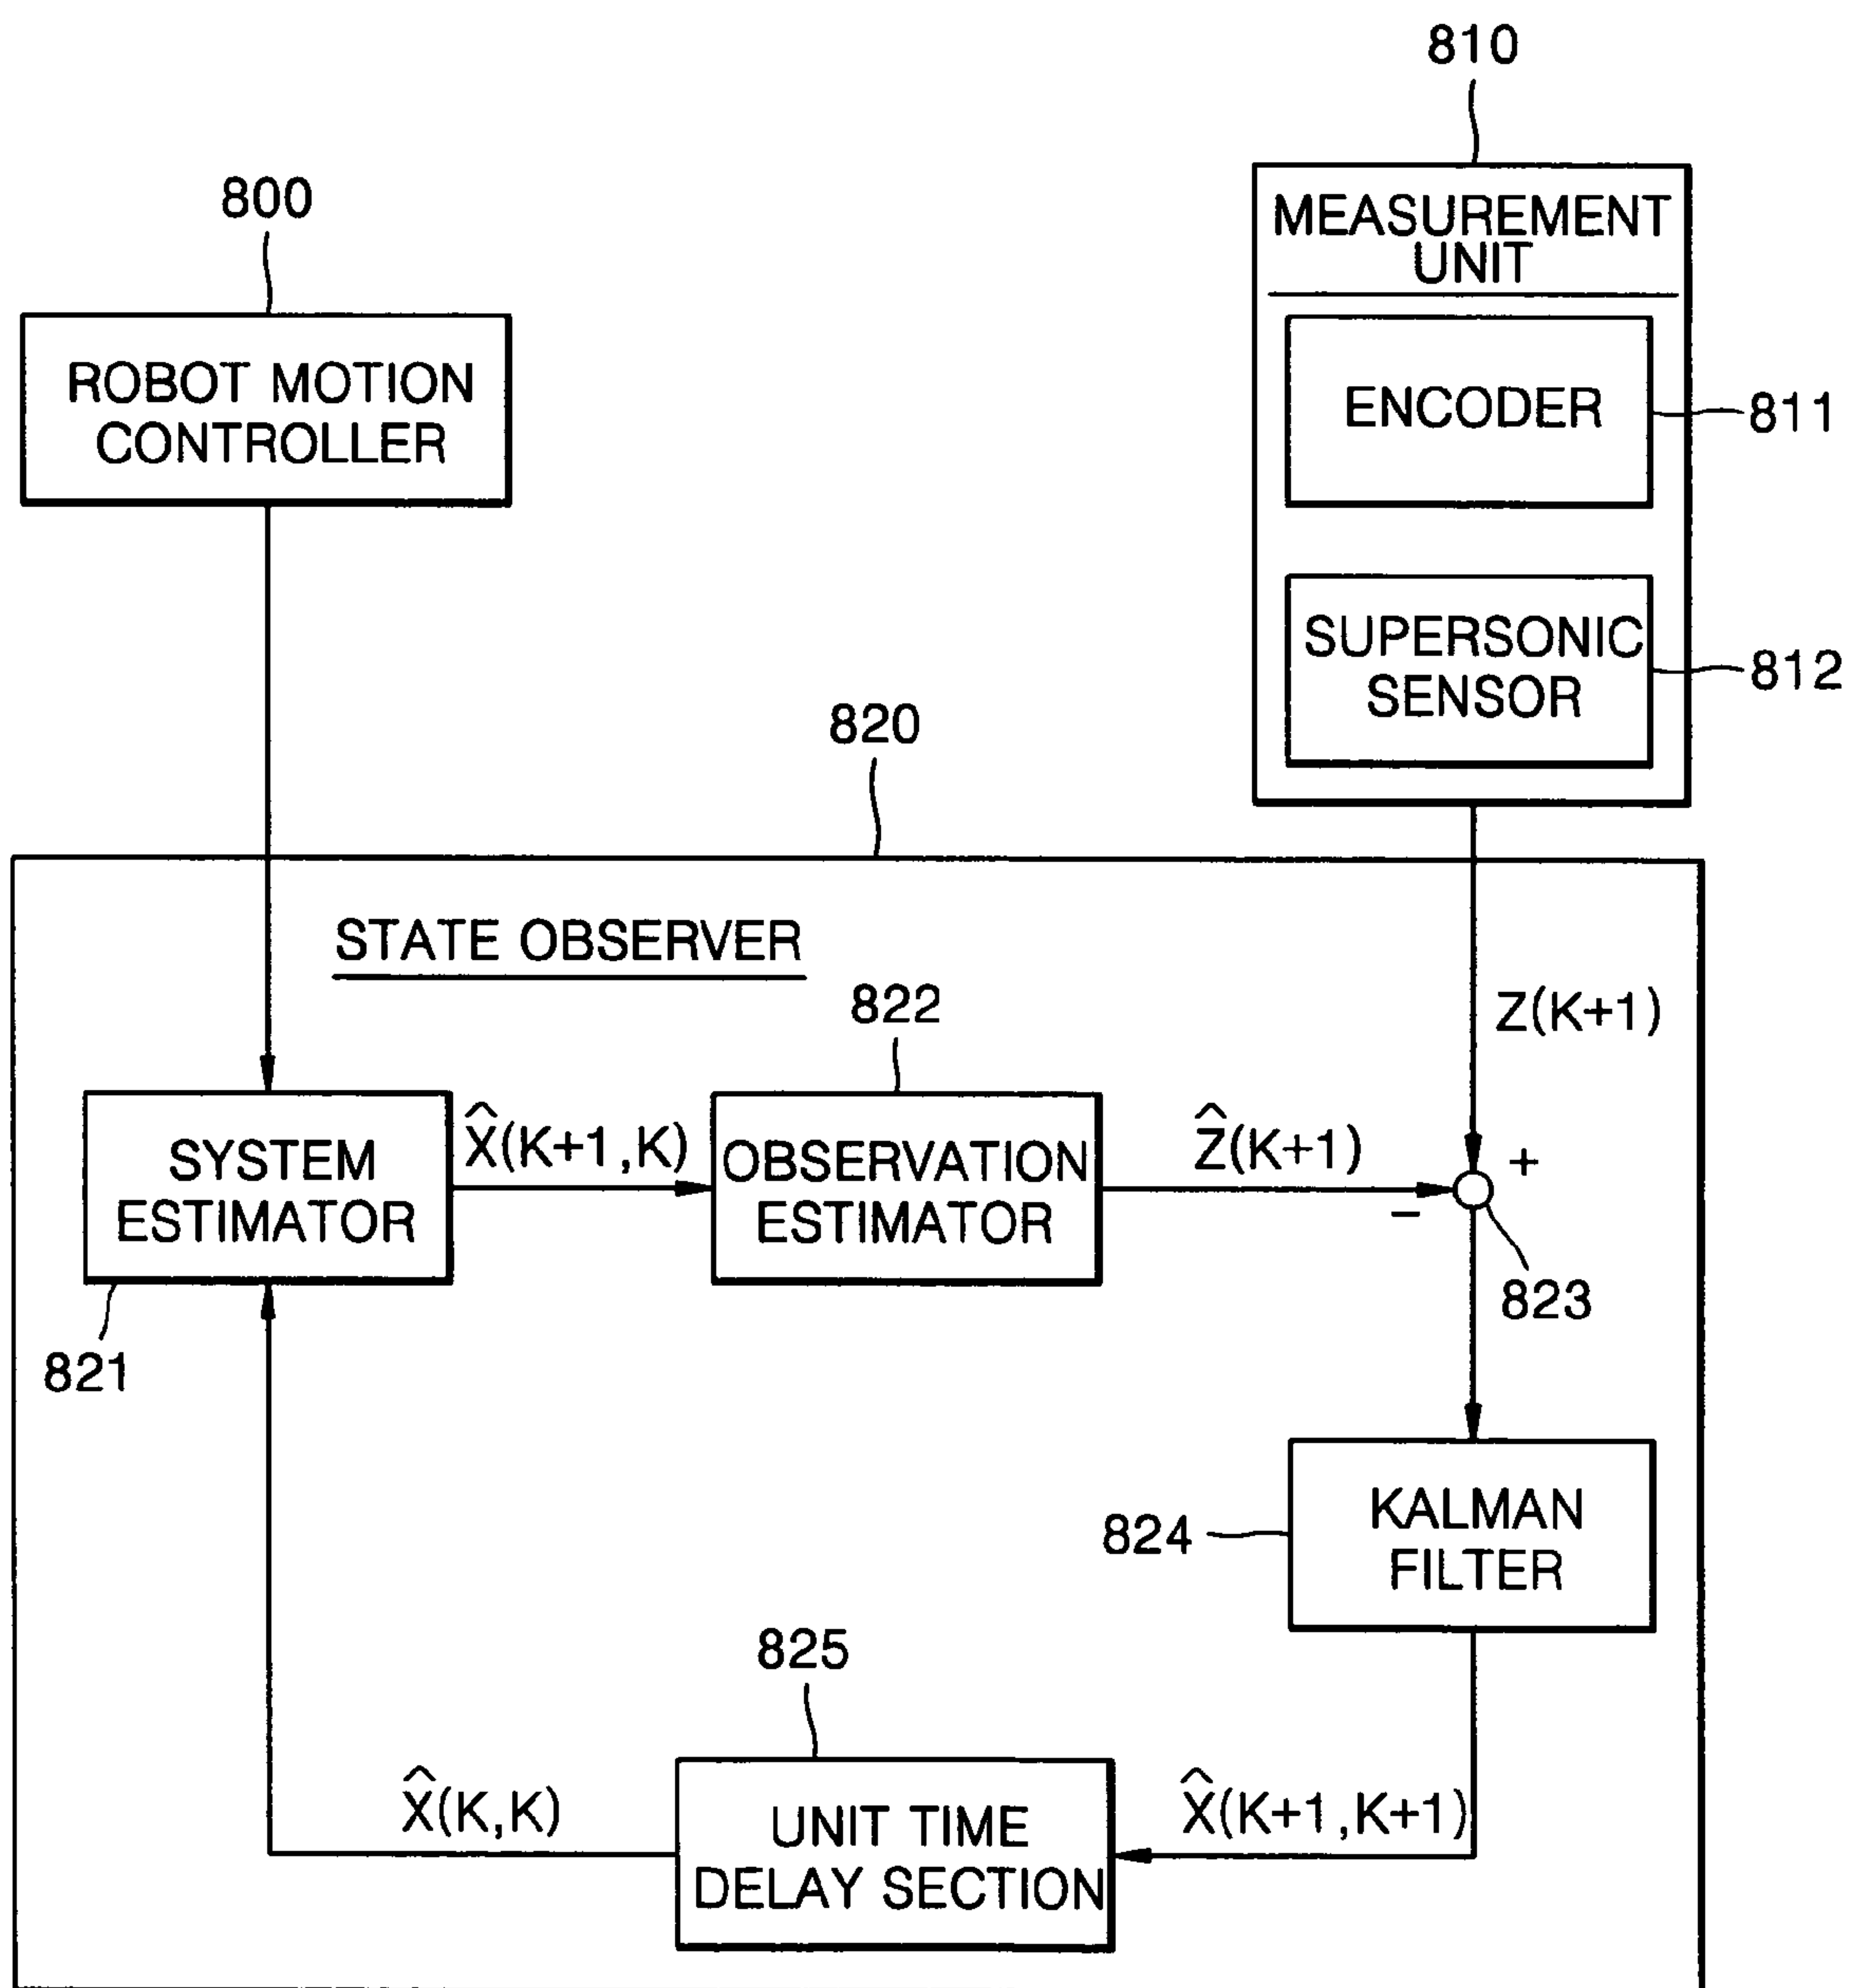 810
800
MEASUREMENT
UNIT
ROBOT MOTION
CONTROLLER
ENCODER
811
SUPERSONIC
SENSOR
812
820
STATE OBSERVER
822
Z(K+1)
SYSTEM
ESTIMATOR
X̂(K+1,K)
OBSERVATION
ESTIMATOR
Ẑ(K+1)
+
−
823
821
824
KALMAN
FILTER
825
X̂(K,K)
UNIT TIME
DELAY SECTION
X̂(K+1,K+1)